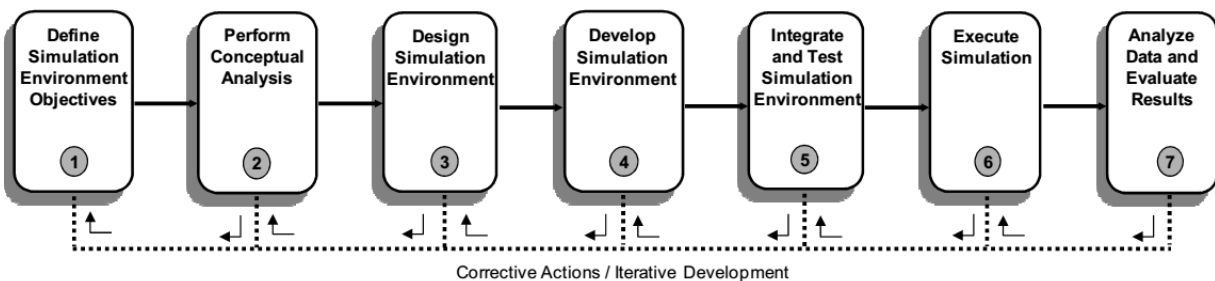 Define
Simulation
Environment
Objectives
1
Perform
Conceptual
Analysis
2
Design
Simulation
Environment
3
Develop
Simulation
Environment
4
Integrate
and Test
Simulation
Environment
5
Execute
Simulation
6
Analyze
Data and
Evaluate
Results
7
Corrective Actions / Iterative Development